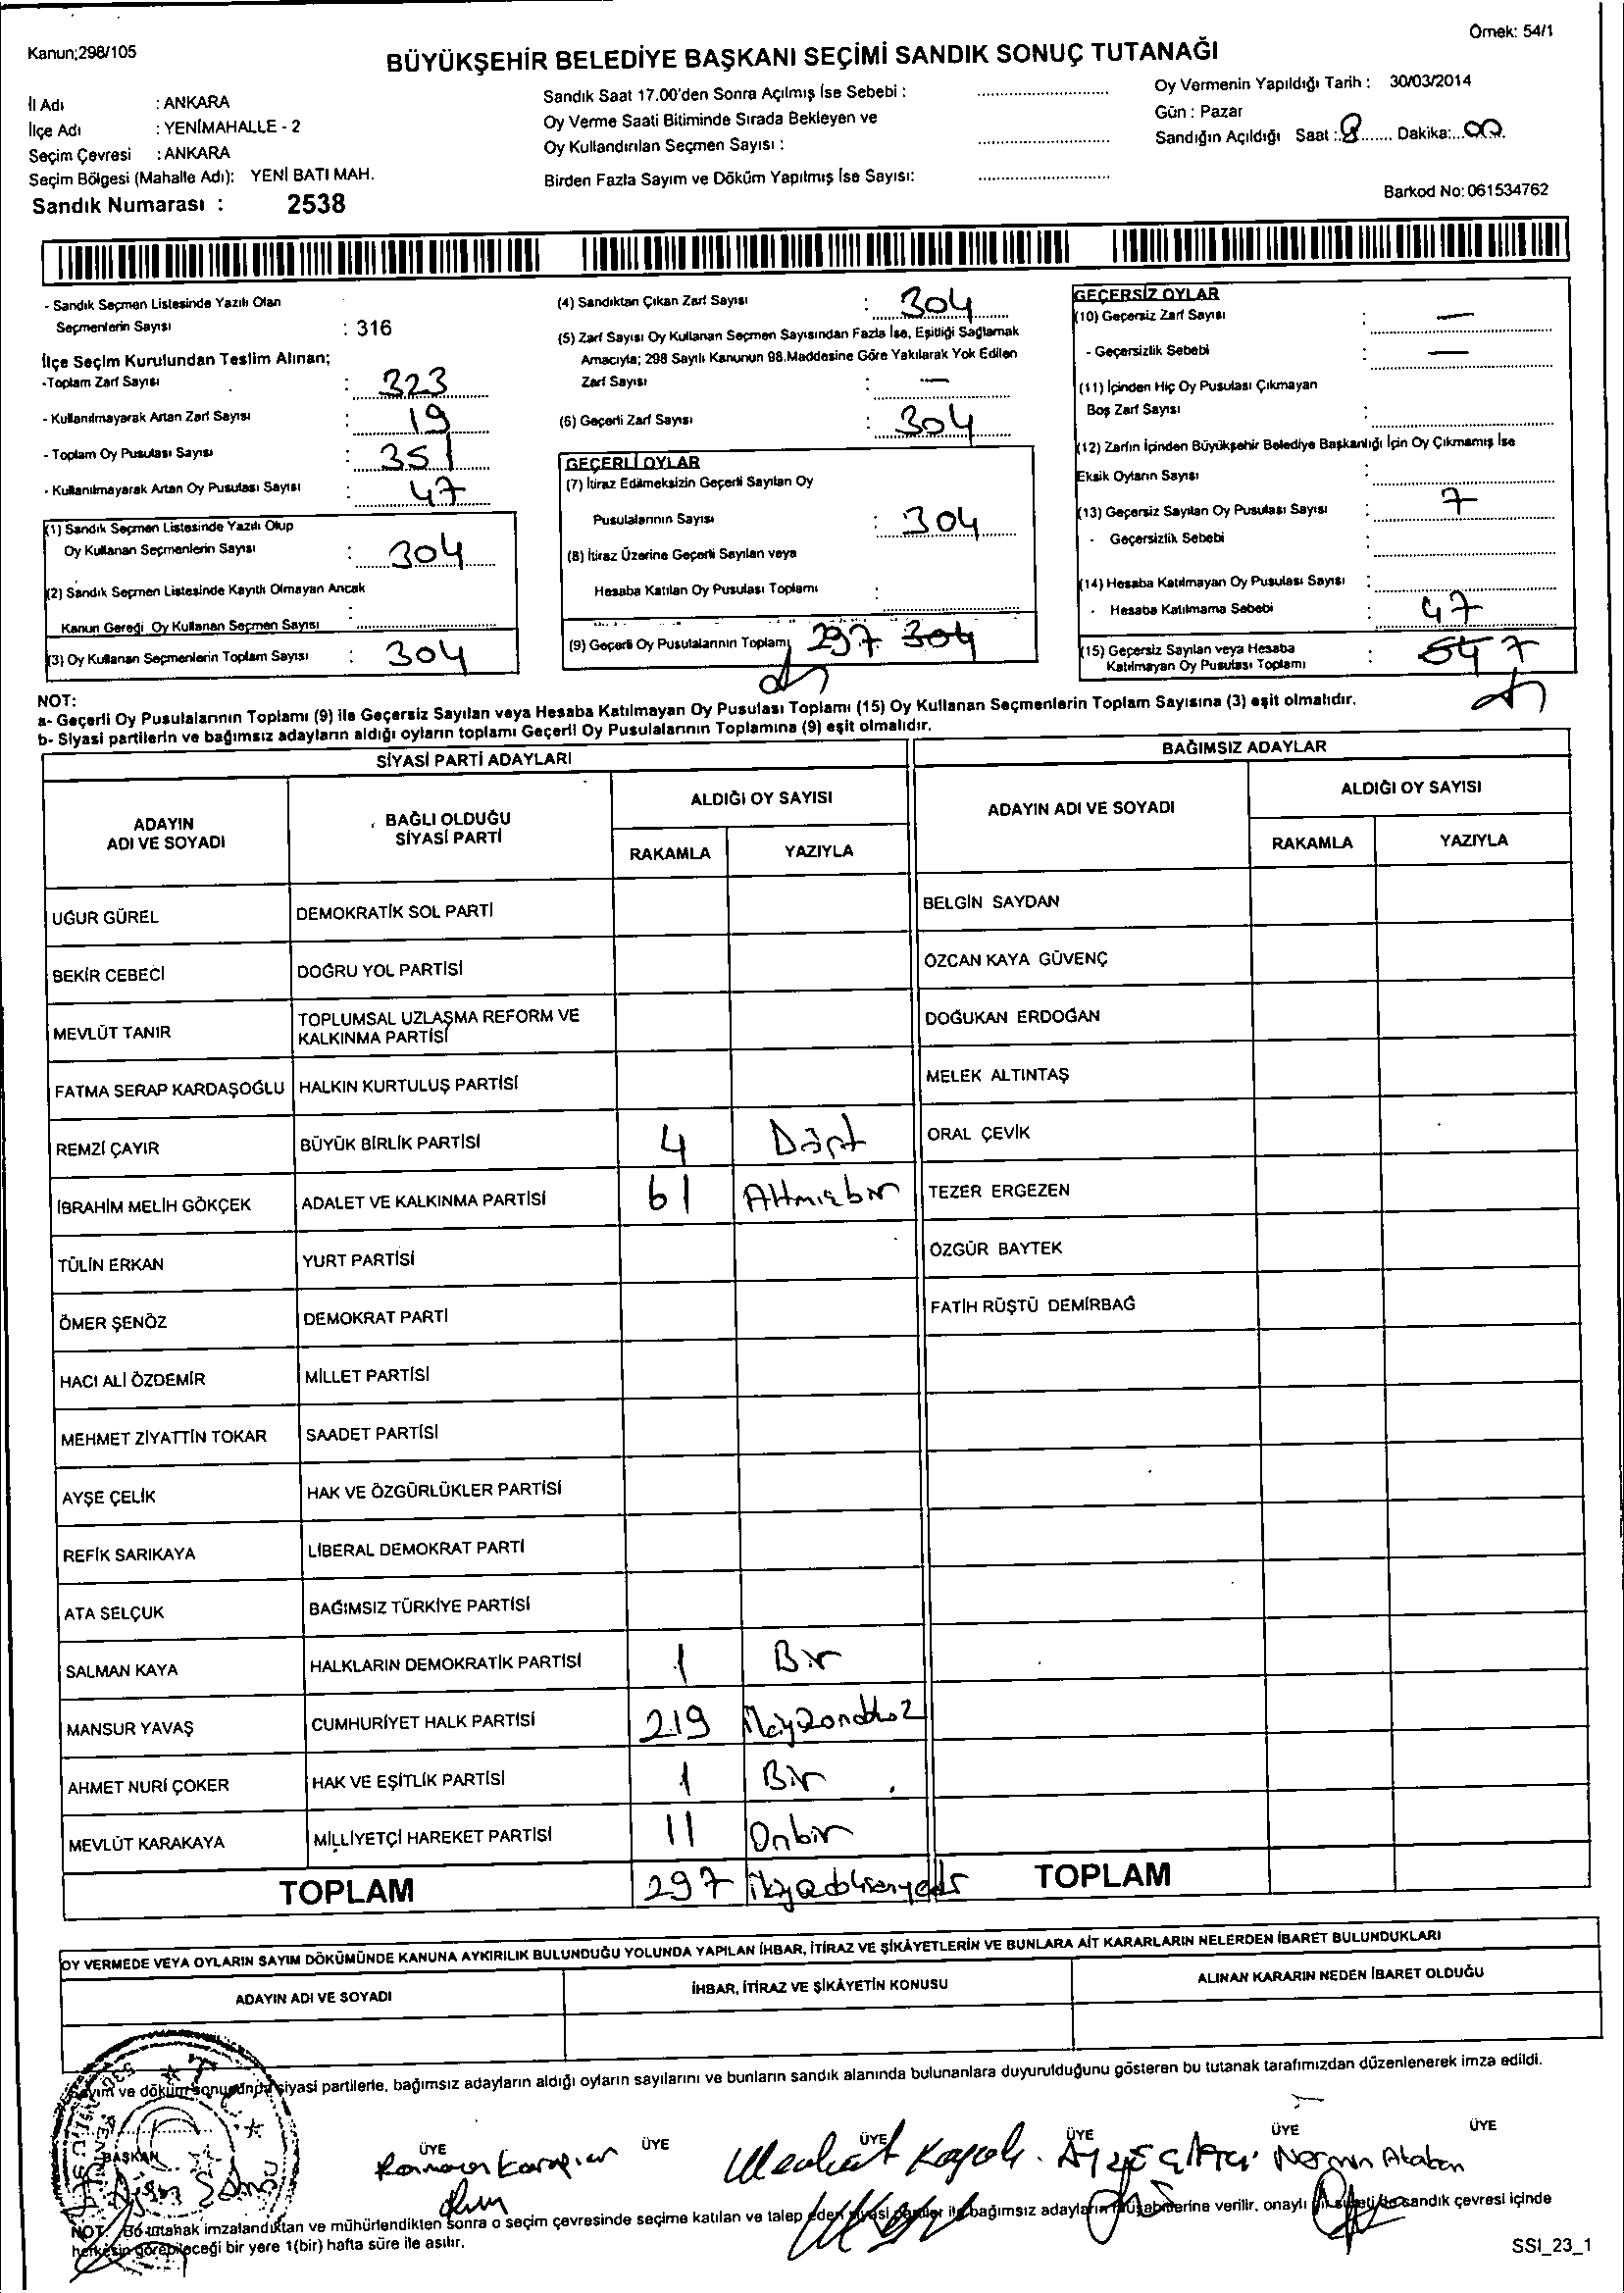 Kanun;298/105
Örnek: 54/1
BÜYÜKŞEHİR BELEDİYE BAŞKANI SEÇİMİ SANDIK SONUÇ TUTANAĞI
İl Adı : ANKARA
İlçe Adı : YENİMAHALLE - 2
Seçim Çevresi : ANKARA
Seçim Bölgesi (Mahalle Adı): YENİ BATI MAH.
Sandık Numarası : 2538
Sandık Saat 17.00'den Sonra Açılmış İse Sebebi :
Oy Verme Saati Bitiminde Sırada Bekleyen ve
Oy Kullandırılan Seçmen Sayısı :
Birden Fazla Sayım ve Döküm Yapılmış İse Sayısı:
Oy Vermenin Yapıldığı Tarih : 30/03/2014
Gün : Pazar
Sandığın Açıldığı Saat : 8 Dakika: 00
Barkod No: 061534762
- Sandık Seçmen Listesinde Yazılı Olan
Seçmenlerin Sayısı : 316
İlçe Seçim Kurulundan Teslim Alınan;
-Toplam Zarf Sayısı : 323
- Kullanılmayarak Artan Zarf Sayısı : 19
- Toplam Oy Pusulası Sayısı : 351
- Kullanılmayarak Artan Oy Pusulası Sayısı : 47
(1) Sandık Seçmen Listesinde Yazılı Olup
Oy Kullanan Seçmenlerin Sayısı : 304
(2) Sandık Seçmen Listesinde Kayıtlı Olmayan Ancak
Kanun Gereği Oy Kullanan Seçmen Sayısı :
(3) Oy Kullanan Seçmenlerin Toplam Sayısı : 304
(4) Sandıktan Çıkan Zarf Sayısı : 304
(5) Zarf Sayısı Oy Kullanan Seçmen Sayısından Fazla İse, Eşitliği Sağlamak
Amacıyla; 298 Sayılı Kanunun 98.Maddesine Göre Yakılarak Yok Edilen
Zarf Sayısı : —
(6) Geçerli Zarf Sayısı : 304
GEÇERLİ OYLAR
(7) İtiraz Edilmeksizin Geçerli Sayılan Oy
Pusulalarının Sayısı : 304
(8) İtiraz Üzerine Geçerli Sayılan veya
Hesaba Katılan Oy Pusulası Toplamı :
(9) Geçerli Oy Pusulalarının Toplamı 297 304
GEÇERSİZ OYLAR
(10) Geçersiz Zarf Sayısı : —
- Geçersizlik Sebebi : —
(11) İçinden Hiç Oy Pusulası Çıkmayan
Boş Zarf Sayısı :
(12) Zarfın İçinden Büyükşehir Belediye Başkanlığı İçin Oy Çıkmamış İse
Eksik Oyların Sayısı :
(13) Geçersiz Sayılan Oy Pusulası Sayısı : 7
- Geçersizlik Sebebi :
(14) Hesaba Katılmayan Oy Pusulası Sayısı :
- Hesaba Katılmama Sebebi : 47
(15) Geçersiz Sayılan veya Hesaba
Katılmayan Oy Pusulası Toplamı : 54 7
NOT:
a- Geçerli Oy Pusulalarının Toplamı (9) ile Geçersiz Sayılan veya Hesaba Katılmayan Oy Pusulası Toplamı (15) Oy Kullanan Seçmenlerin Toplam Sayısına (3) eşit olmalıdır.
b- Siyasi partilerin ve bağımsız adayların aldığı oyların toplamı Geçerli Oy Pusulalarının Toplamına (9) eşit olmalıdır.
SİYASİ PARTİ ADAYLARI
BAĞIMSIZ ADAYLAR
ADAYIN ADI VE SOYADI
BAĞLI OLDUĞU SİYASİ PARTİ
ALDIĞI OY SAYISI
RAKAMLA YAZIYLA
ADAYIN ADI VE SOYADI
ALDIĞI OY SAYISI
RAKAMLA YAZIYLA
UĞUR GÜREL DEMOKRATİK SOL PARTİ BELGİN SAYDAN
BEKİR CEBECİ DOĞRU YOL PARTİSİ ÖZCAN KAYA GÜVENÇ
MEVLÜT TANIR TOPLUMSAL UZLAŞMA REFORM VE KALKINMA PARTİSİ DOĞUKAN ERDOĞAN
FATMA SERAP KARDAŞOĞLU HALKIN KURTULUŞ PARTİSİ MELEK ALTINTAŞ
REMZİ ÇAYIR BÜYÜK BİRLİK PARTİSİ 4 Dört ORAL ÇEVİK
İBRAHİM MELİH GÖKÇEK ADALET VE KALKINMA PARTİSİ 61 Altmışbir TEZER ERGEZEN
TÜLİN ERKAN YURT PARTİSİ ÖZGÜR BAYTEK
ÖMER ŞENÖZ DEMOKRAT PARTİ FATİH RÜŞTÜ DEMİRBAĞ
HACI ALİ ÖZDEMİR MİLLET PARTİSİ
MEHMET ZİYATTİN TOKAR SAADET PARTİSİ
AYŞE ÇELİK HAK VE ÖZGÜRLÜKLER PARTİSİ
REFİK SARIKAYA LİBERAL DEMOKRAT PARTİ
ATA SELÇUK BAĞIMSIZ TÜRKİYE PARTİSİ
SALMAN KAYA HALKLARIN DEMOKRATİK PARTİSİ 1 Bir
MANSUR YAVAŞ CUMHURİYET HALK PARTİSİ 219
AHMET NURİ ÇOKER HAK VE EŞİTLİK PARTİSİ 1 Bir
MEVLÜT KARAKAYA MİLLİYETÇİ HAREKET PARTİSİ 11 Onbir
TOPLAM 297 TOPLAM
OY VERMEDE VEYA OYLARIN SAYIM DÖKÜMÜNDE KANUNA AYKIRILIK BULUNDUĞU YOLUNDA YAPILAN İHBAR, İTİRAZ VE ŞİKÂYETLERİN VE BUNLARA AİT KARARLARIN NELERDEN İBARET BULUNDUKLARI
ADAYIN ADI VE SOYADI İHBAR, İTİRAZ VE ŞİKÂYETİN KONUSU ALINAN KARARIN NEDEN İBARET OLDUĞU
Sayım ve döküm sonucunda siyasi partilerle, bağımsız adayların aldığı oyların sayılarını ve bunların sandık alanında bulunanlara duyurulduğunu gösteren bu tutanak tarafımızdan düzenlenerek imza edildi.
BAŞKAN ÜYE ÜYE ÜYE ÜYE ÜYE ÜYE
NOT: Bu tutanak imzalandıktan ve mühürlendikten sonra o seçim çevresinde seçime katılan ve talep eden siyasi partiler ile bağımsız adayların müşahitlerine verilir, onaylı bir sureti de sandık çevresi içinde
herkesin görebileceği bir yere 1(bir) hafta süre ile asılır.
SSI_23_1